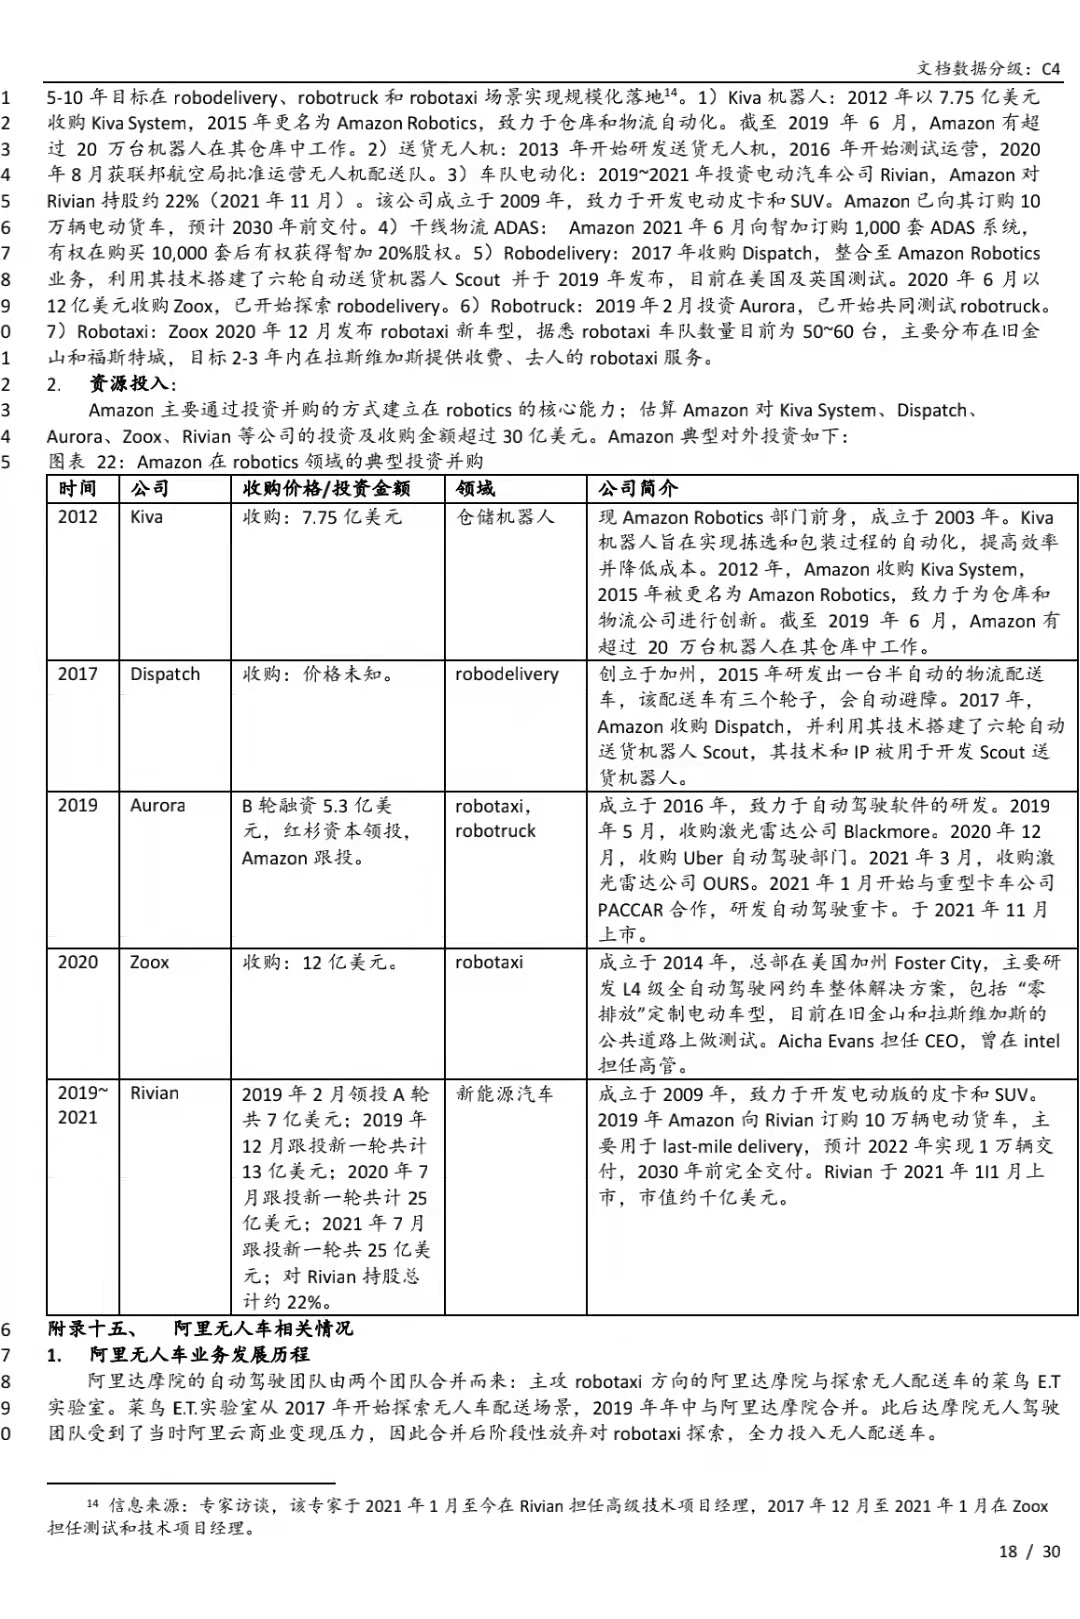 文档数据分级：C4
1 5-10 年目标在 robodelivery、robotruck 和 robotaxi 场景实现规模化落地¹⁴。1）Kiva 机器人：2012 年以 7.75 亿美元
2 收购 Kiva System，2015 年更名为 Amazon Robotics，致力于仓库和物流自动化。截至 2019 年 6 月，Amazon 有超
3 过 20 万台机器人在其仓库中工作。2）送货无人机：2013 年开始研发送货无人机，2016 年开始测试运营，2020
4 年 8 月获联邦航空局批准运营无人机配送队。3）车队电动化：2019~2021 年投资电动汽车公司 Rivian，Amazon 对
5 Rivian 持股约 22%（2021 年 11 月）。该公司成立于 2009 年，致力于开发电动皮卡和 SUV。Amazon 已向其订购 10
6 万辆电动货车，预计 2030 年前交付。4）干线物流 ADAS： Amazon 2021 年 6 月向智加订购 1,000 套 ADAS 系统，
7 有权在购买 10,000 套后有权获得智加 20%股权。5）Robodelivery：2017 年收购 Dispatch，整合至 Amazon Robotics
8 业务，利用其技术搭建了六轮自动送货机器人 Scout 并于 2019 年发布，目前在美国及英国测试。2020 年 6 月以
9 12 亿美元收购 Zoox，已开始探索 robodelivery。6）Robotruck：2019 年 2 月投资 Aurora，已开始共同测试 robotruck。
0 7）Robotaxi：Zoox 2020 年 12 月发布 robotaxi 新车型，据悉 robotaxi 车队数量目前为 50~60 台，主要分布在旧金
1 山和福斯特城，目标 2-3 年内在拉斯维加斯提供收费、去人的 robotaxi 服务。
2 2. 资源投入：
3 Amazon 主要通过投资并购的方式建立在 robotics 的核心能力；估算 Amazon 对 Kiva System、Dispatch、
4 Aurora、Zoox、Rivian 等公司的投资及收购金额超过 30 亿美元。Amazon 典型对外投资如下：
5 图表 22：Amazon 在 robotics 领域的典型投资并购
时间 公司 收购价格/投资金额 领域 公司简介
2012 Kiva 收购：7.75 亿美元 仓储机器人 现 Amazon Robotics 部门前身，成立于 2003 年。Kiva
机器人旨在实现拣选和包装过程的自动化，提高效率
并降低成本。2012 年，Amazon 收购 Kiva System，
2015 年被更名为 Amazon Robotics，致力于为仓库和
物流公司进行创新。截至 2019 年 6 月，Amazon 有
超过 20 万台机器人在其仓库中工作。
2017 Dispatch 收购：价格未知。 robodelivery 创立于加州，2015 年研发出一台半自动的物流配送
车，该配送车有三个轮子，会自动避障。2017 年，
Amazon 收购 Dispatch，并利用其技术搭建了六轮自动
送货机器人 Scout，其技术和 IP 被用于开发 Scout 送
货机器人。
2019 Aurora B 轮融资 5.3 亿美 robotaxi， 成立于 2016 年，致力于自动驾驶软件的研发。2019
元，红杉资本领投， robotruck 年 5 月，收购激光雷达公司 Blackmore。2020 年 12
Amazon 跟投。 月，收购 Uber 自动驾驶部门。2021 年 3 月，收购激
光雷达公司 OURS。2021 年 1 月开始与重型卡车公司
PACCAR 合作，研发自动驾驶重卡。于 2021 年 11 月
上市。
2020 Zoox 收购：12 亿美元。 robotaxi 成立于 2014 年，总部在美国加州 Foster City，主要研
发 L4 级全自动驾驶网约车整体解决方案，包括“零
排放”定制电动车型，目前在旧金山和拉斯维加斯的
公共道路上做测试。Aicha Evans 担任 CEO，曾在 intel
担任高管。
2019~ Rivian 2019 年 2 月领投 A 轮 新能源汽车 成立于 2009 年，致力于开发电动版的皮卡和 SUV。
2021 共 7 亿美元；2019 年 2019 年 Amazon 向 Rivian 订购 10 万辆电动货车，主
12 月跟投新一轮共计 要用于 last-mile delivery，预计 2022 年实现 1 万辆交
13 亿美元；2020 年 7 付，2030 年前完全交付。Rivian 于 2021 年 1l1 月上
月跟投新一轮共计 25 市，市值约千亿美元。
亿美元；2021 年 7 月
跟投新一轮共 25 亿美
元；对 Rivian 持股总
计约 22%。
6 附录十五、 阿里无人车相关情况
7 1. 阿里无人车业务发展历程
8 阿里达摩院的自动驾驶团队由两个团队合并而来：主攻 robotaxi 方向的阿里达摩院与探索无人配送车的菜鸟 E.T
9 实验室。菜鸟 E.T.实验室从 2017 年开始探索无人车配送场景，2019 年年中与阿里达摩院合并。此后达摩院无人驾驶
0 团队受到了当时阿里云商业变现压力，因此合并后阶段性放弃对 robotaxi 探索，全力投入无人配送车。
¹⁴ 信息来源：专家访谈，该专家于 2021 年 1 月至今在 Rivian 担任高级技术项目经理，2017 年 12 月至 2021 年 1 月在 Zoox
担任测试和技术项目经理。
18 / 30